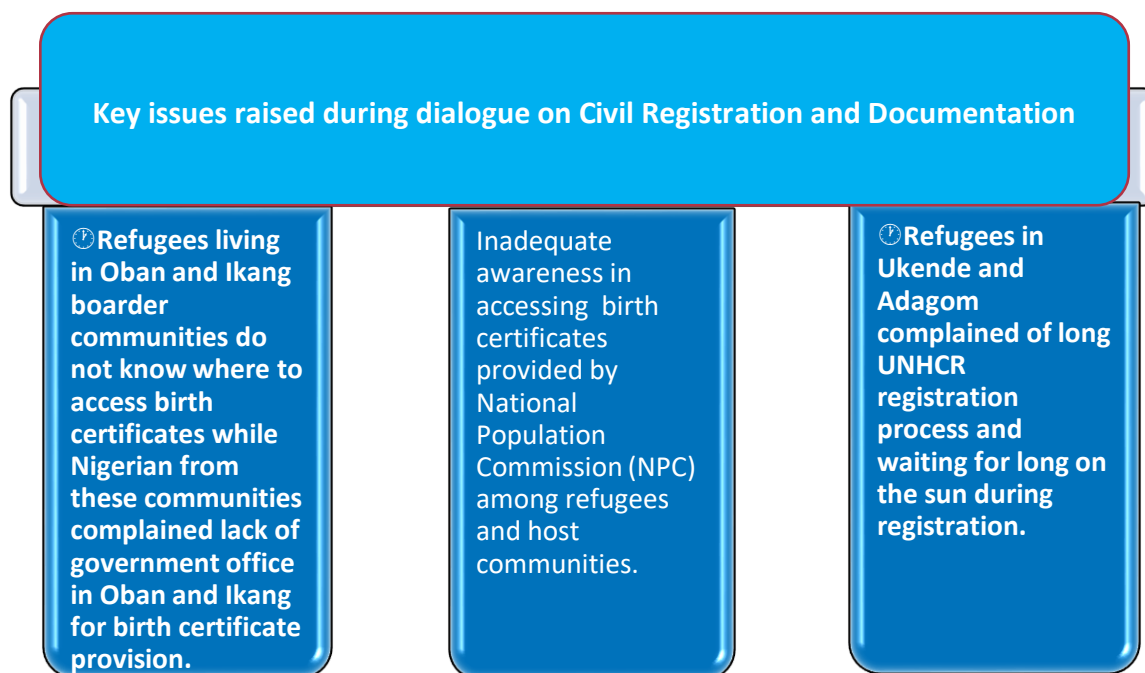 Key issues raised during dialogue on Civil Registration and Documentation
🕐Refugees living
in Oban and Ikang
boarder
communities do
not know where to
access birth
certificates while
Nigerian from
these communities
complained lack of
government office
in Oban and Ikang
for birth certificate
provision.
Inadequate
awareness in
accessing  birth
certificates
provided by
National
Population
Commission (NPC)
among refugees
and host
communities.
🕐Refugees in
Ukende and
Adagom
complained of long
UNHCR
registration
process and
waiting for long on
the sun during
registration.